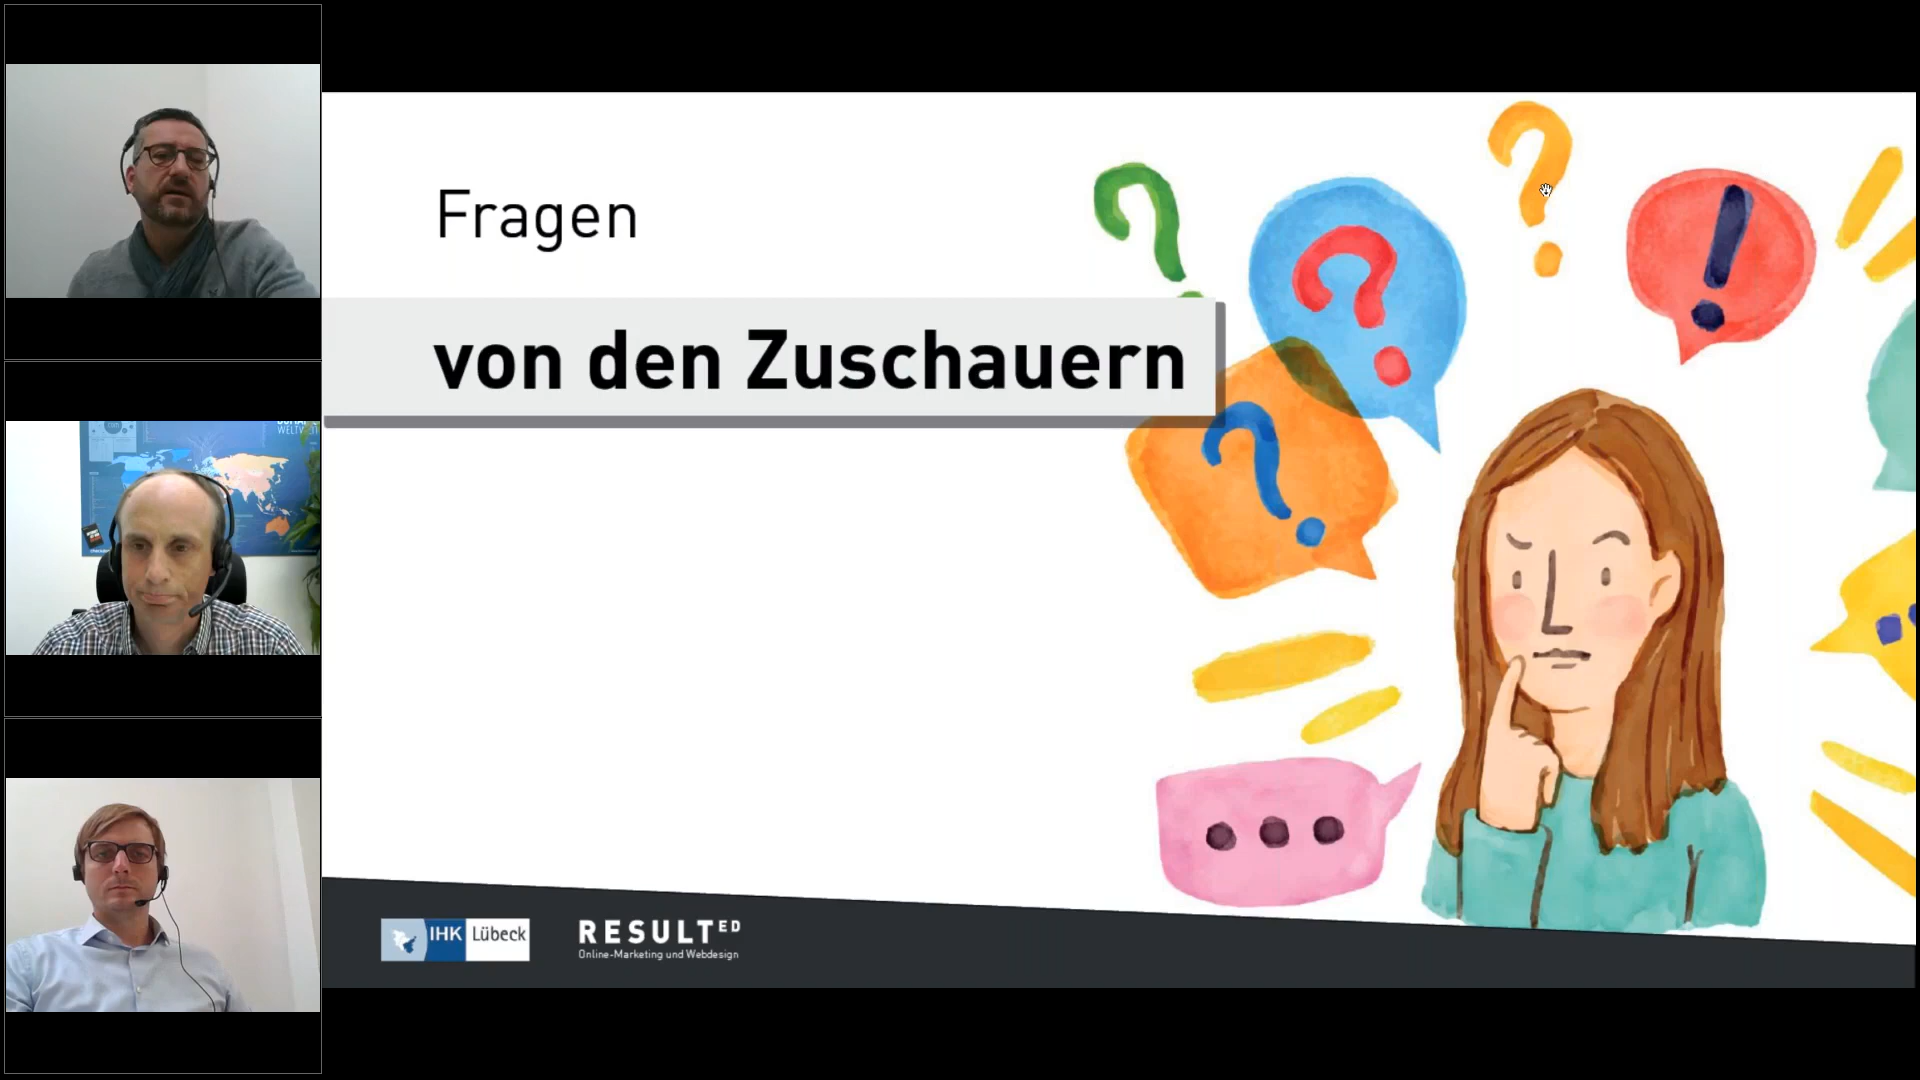 Fragen
von den Zuschauern
IHK Lübeck
RESULTED
Online-Marketing und Webdesign